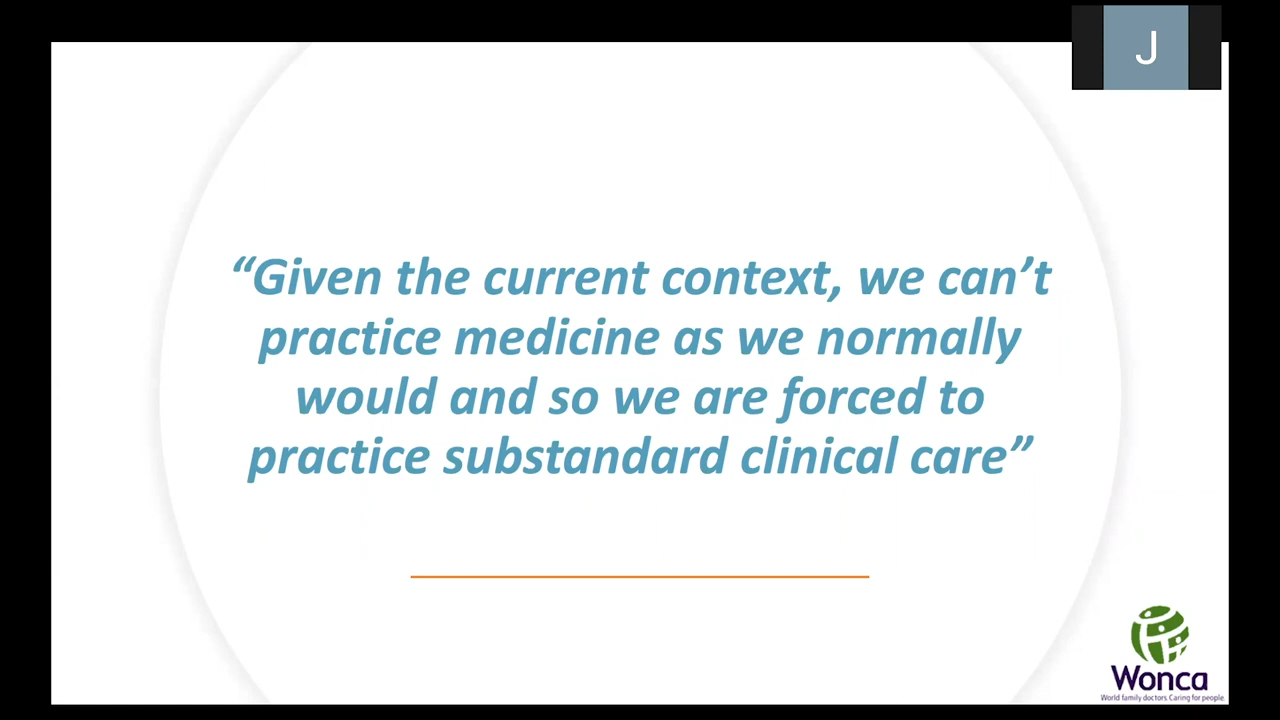 J
“Given the current context, we can’t
practice medicine as we normally
would and so we are forced to
practice substandard clinical care”
Wonca
World family doctors. Caring for people.